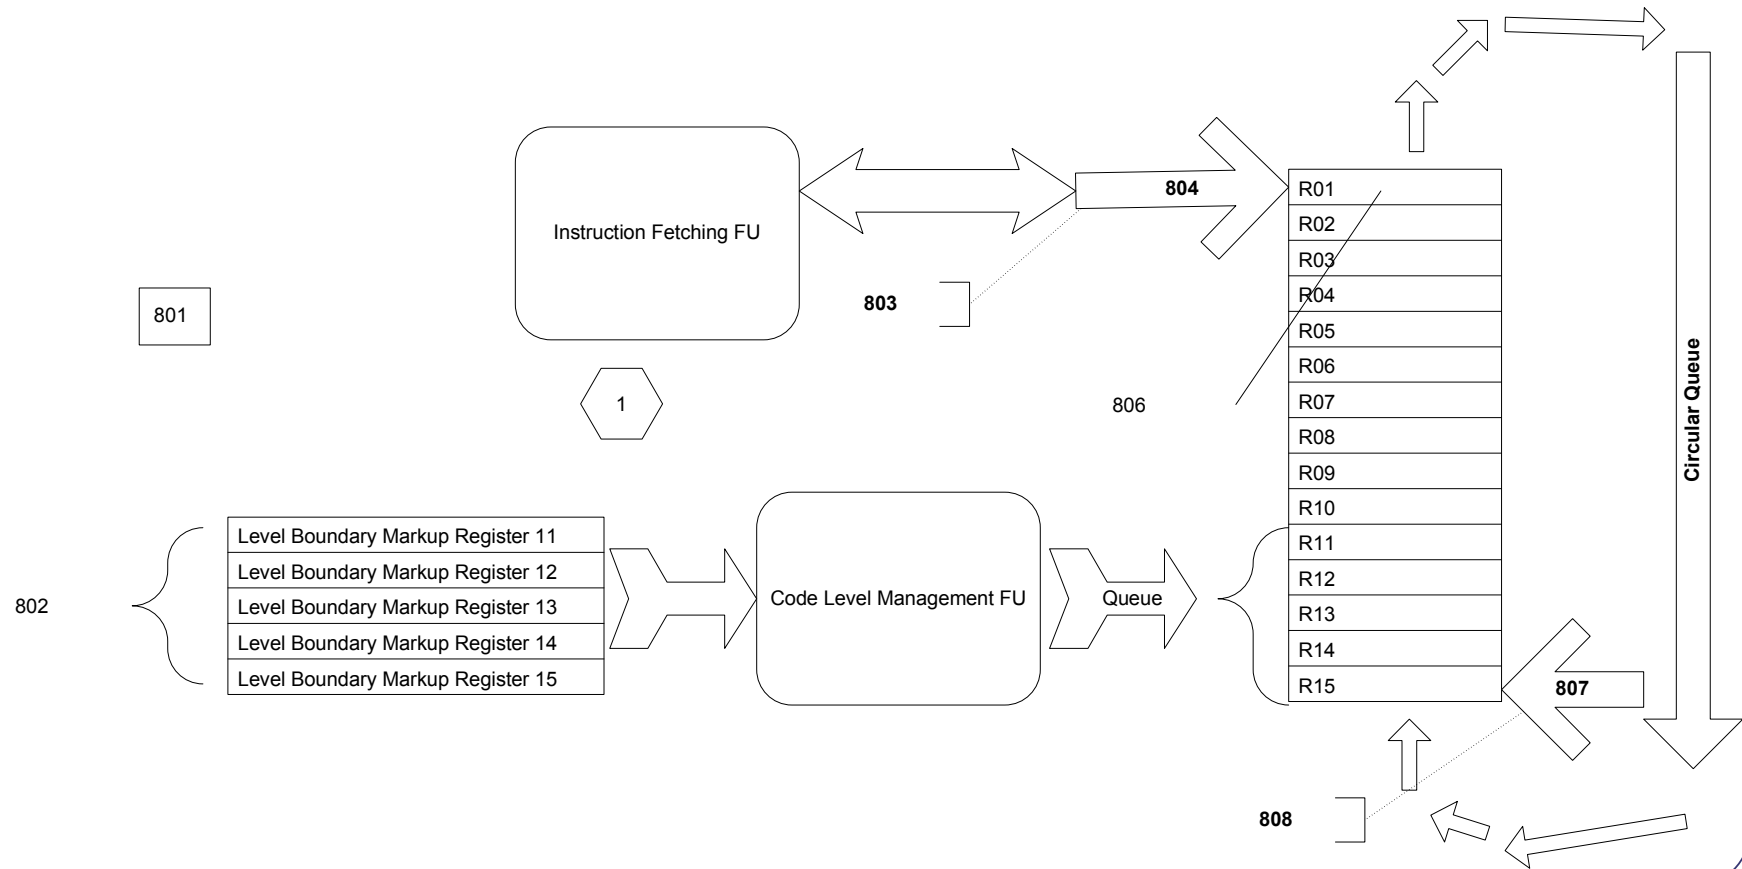 804
R01
R02
Instruction Fetching FU
R03
803
R04
801
R05
R06
1
806
R07
Circular Queue
R08
R09
R10
Level Boundary Markup Register 11
R11
Level Boundary Markup Register 12
R12
802
Level Boundary Markup Register 13
Code Level Management FU
Queue
R13
Level Boundary Markup Register 14
R14
Level Boundary Markup Register 15
R15
807
808